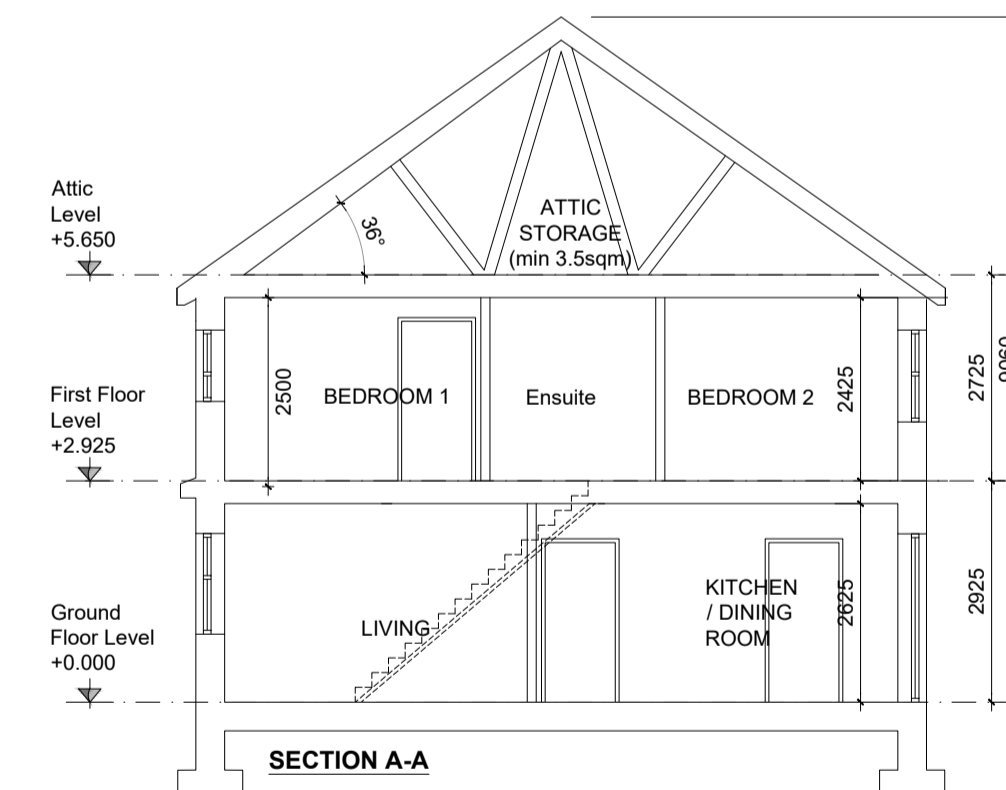 Attic
Level
+5.650
36°
ATTIC
STORAGE
(min 3.5sqm)
First Floor
Level
+2.925
2500
BEDROOM 1
Ensuite
BEDROOM 2
2425
2725
Ground
Floor Level
+0.000
LIVING
KITCHEN
/ DINING
ROOM
2625
2925
SECTION A-A